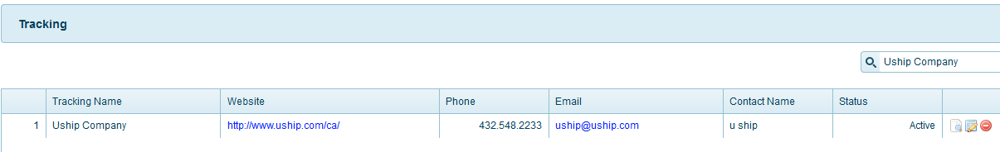 Tracking
Uship Company
Tracking Name Website Phone Email Contact Name Status
1 Uship Company http://www.uship.com/ca/ 432.548.2233 uship@uship.com u ship Active